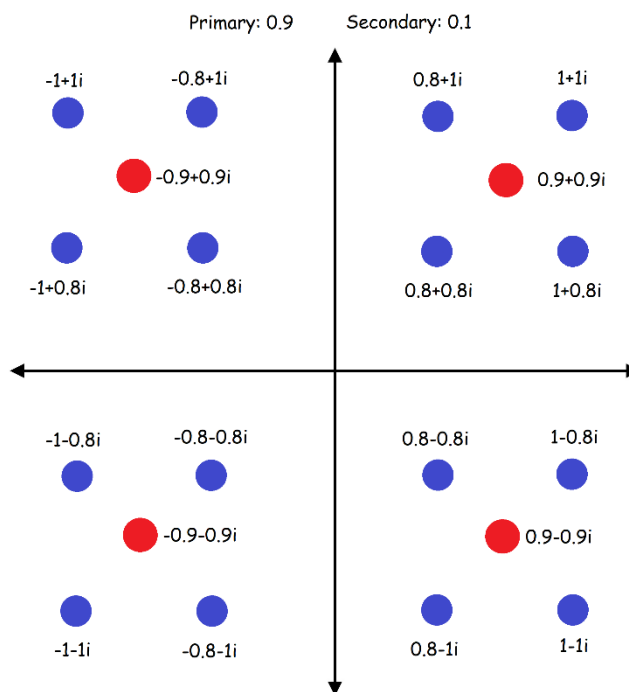 Primary: 0.9 Secondary: 0.1
-1+1i -0.8+1i 0.8+1i 1+1i
-0.9+0.9i 0.9+0.9i
-1+0.8i -0.8+0.8i 0.8+0.8i 1+0.8i
-1-0.8i -0.8-0.8i 0.8-0.8i 1-0.8i
-0.9-0.9i 0.9-0.9i
-1-1i -0.8-1i 0.8-1i 1-1i